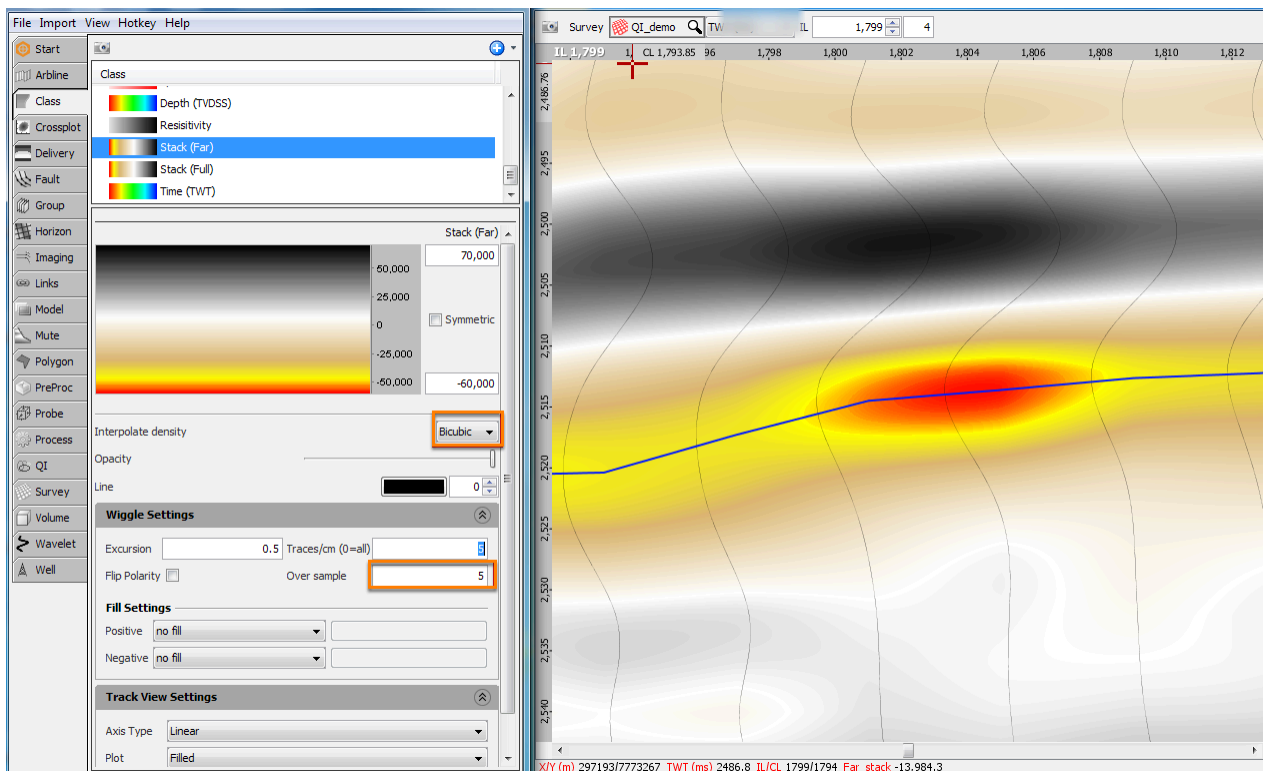 File Import View Hotkey Help
Start
Arbline
Class
Crossplot
Delivery
Fault
Group
Horizon
Imaging
Links
Model
Mute
Polygon
PreProc
Probe
Process
QI
Survey
Volume
Wavelet
Well
Class
Depth (TVDSS)
Resisitivity
Stack (Far)
Stack (Full)
Time (TWT)
Stack (Far)
70,000
50,000
25,000
0
-25,000
-50,000
Symmetric
-60,000
Interpolate density Bicubic
Opacity
Line 0
Wiggle Settings
Excursion 0.5 Traces/cm (0=all) 5
Flip Polarity Over sample 5
Fill Settings
Positive no fill
Negative no fill
Track View Settings
Axis Type Linear
Plot Filled
Survey QI_demo TW IL 1,799 4
IL 1,799 1, CL 1,793.85 96 1,798 1,800 1,802 1,804 1,806 1,808 1,810 1,812
2,486.76
2,495
2,500
2,505
2,510
2,515
2,520
2,525
2,530
2,535
2,540
X/Y (m) 297193/7773267 TWT (ms) 2486.8 IL/CL 1799/1794 Far_stack -13,984.3